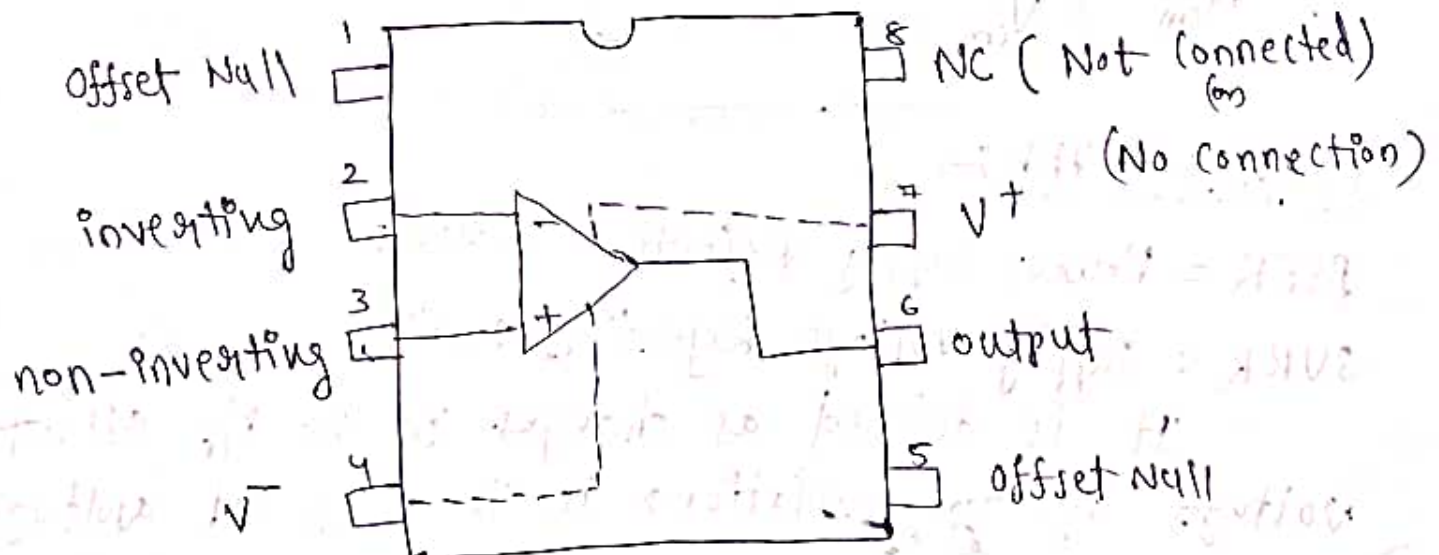 1
Offset Null
8
NC (Not Connected)
(or)
(No Connection)
2
inverting
-
7
V+
3
non-inverting
+
6
output
4
V-
5
Offset Null